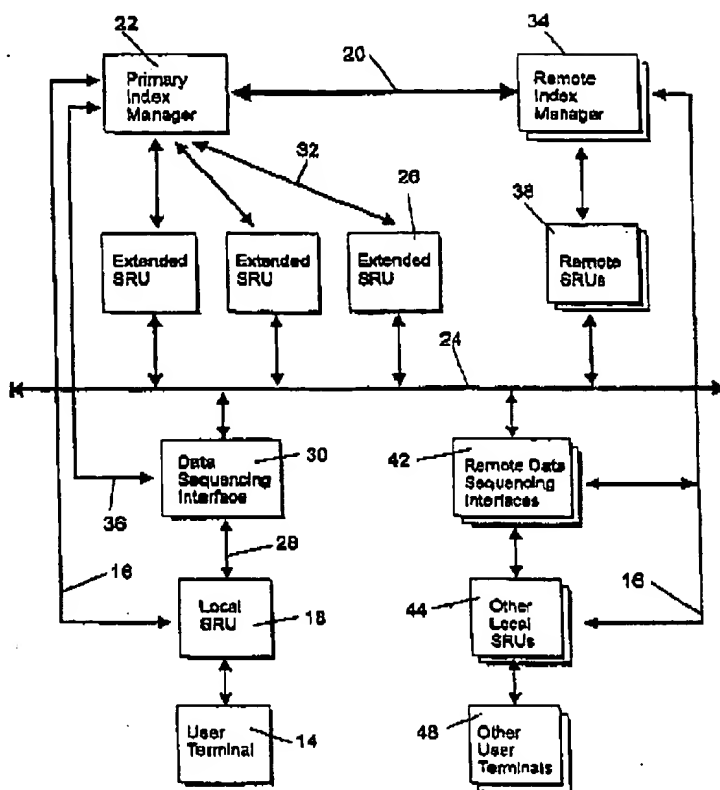 22
34
Primary
Index
Manager
20
Remote
Index
Manager
32
26
38
Extended
SRU
Extended
SRU
Extended
SRU
Remote
SRUs
24
Data
Sequencing
Interface
30
42
Remote Data
Sequencing
Interfaces
36
28
16
Local
SRU
18
44
Other
Local
SRUs
16
User
Terminal
14
48
Other
User
Terminals